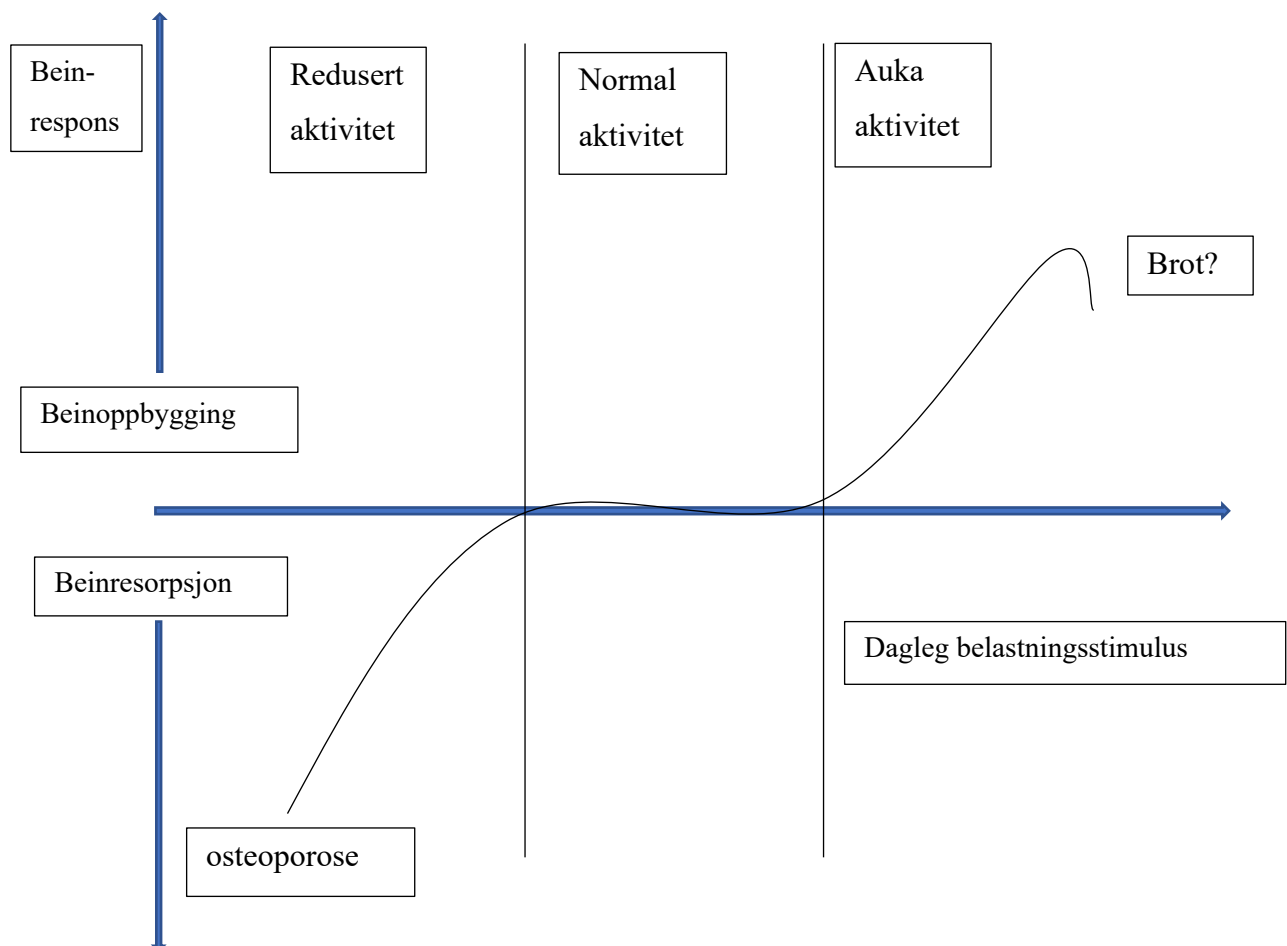 Bein-
respons
Redusert
aktivitet
Normal
aktivitet
Auka
aktivitet
Brot?
Beinoppbygging
Beinresorpsjon
Dagleg belastningsstimulus
osteoporose